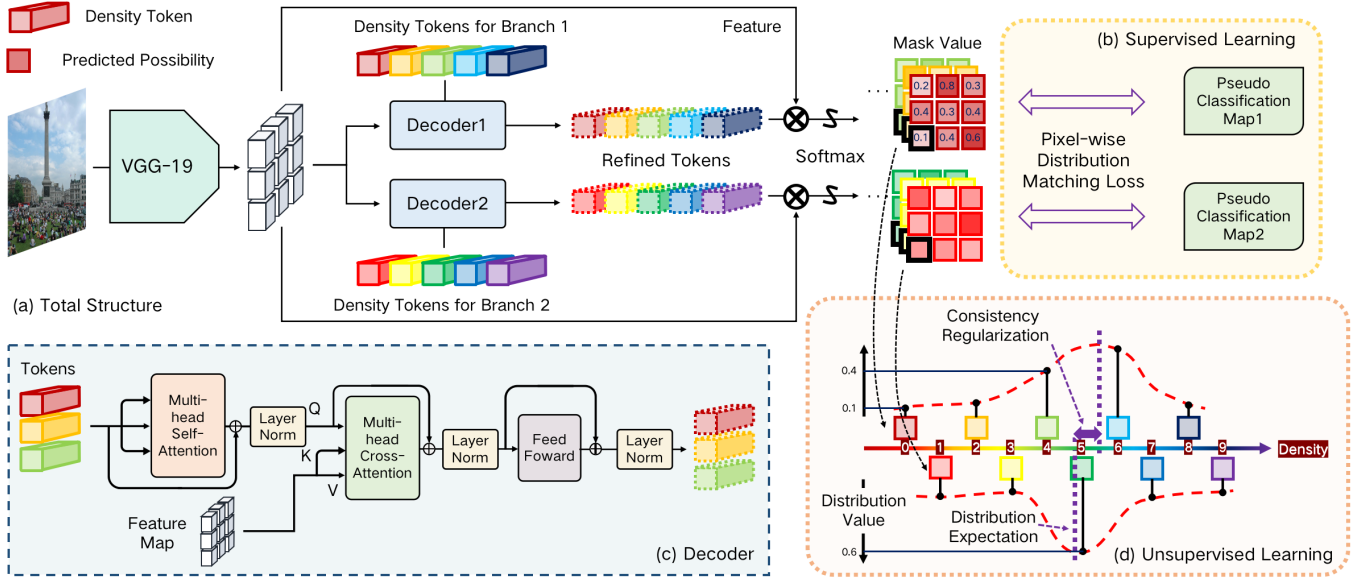 Density Token
Predicted Possibility
VGG-19
(a) Total Structure
Density Tokens for Branch 1
Feature
Decoder1
Decoder2
Refined Tokens
Softmax
Density Tokens for Branch 2
Mask Value
0.2 0.8 0.3
0.4 0.3 0.4
0.1 0.4 0.6
(b) Supervised Learning
Pseudo
Classification
Map1
Pixel-wise
Distribution
Matching Loss
Pseudo
Classification
Map2
Tokens
Multi-
head
Self-
Attention
Layer
Norm
Q
K
V
Multi-
head
Cross-
Attention
Layer
Norm
Feed
Foward
Layer
Norm
Feature
Map
(c) Decoder
Consistency
Regularization
0.4
0.1
0 1 2 3 4 5 6 7 8 9
Density
Distribution
Value
Distribution
Expectation
0.6
(d) Unsupervised Learning